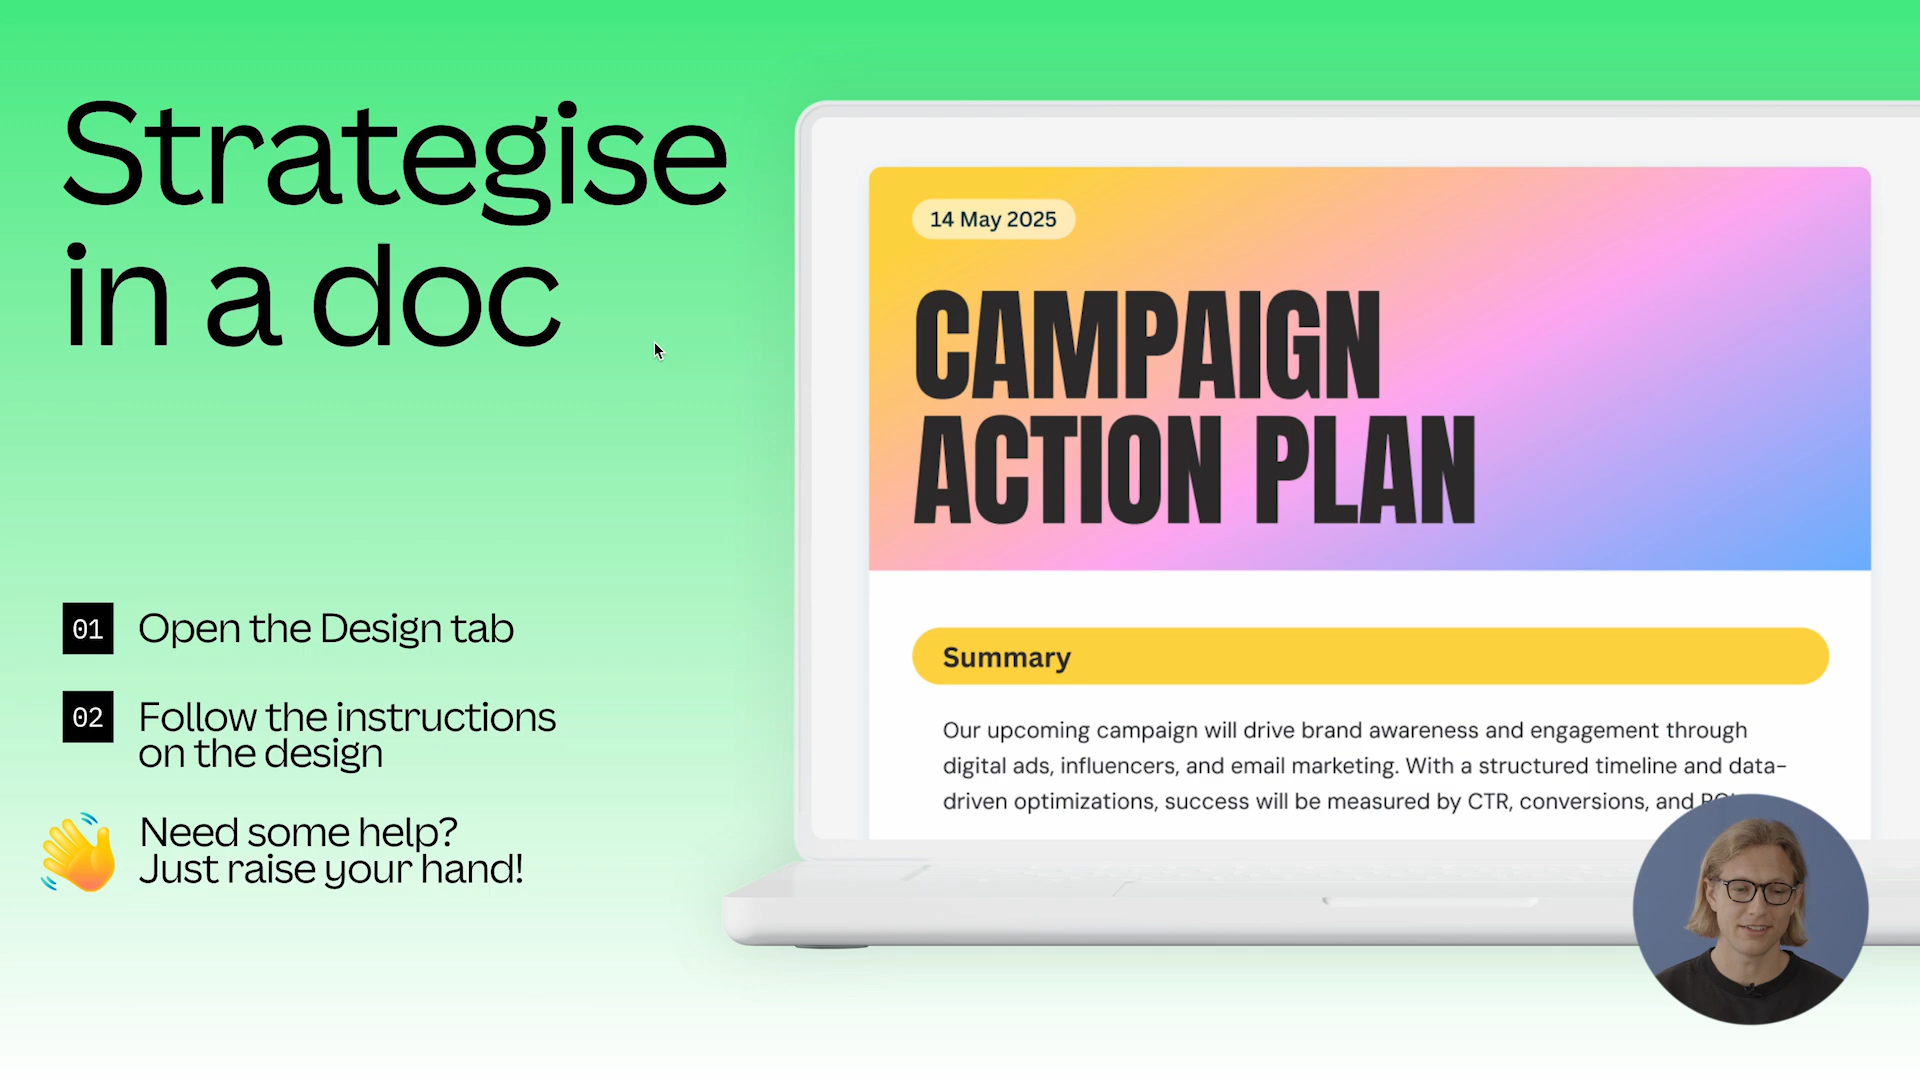 Strategise
in a doc
01 Open the Design tab
02 Follow the instructions
on the design
Need some help?
Just raise your hand!
14 May 2025
CAMPAIGN
ACTION PLAN
Summary
Our upcoming campaign will drive brand awareness and engagement through
digital ads, influencers, and email marketing. With a structured timeline and data-
driven optimizations, success will be measured by CTR, conversions, and